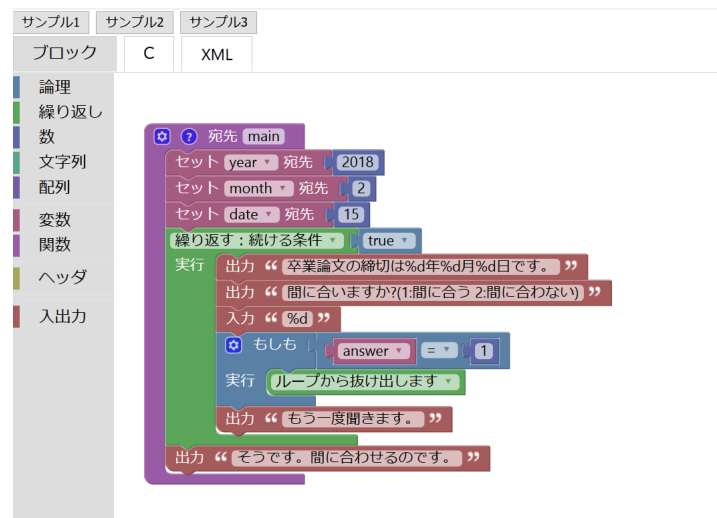 サンプル1 サンプル2 サンプル3
ブロック C XML
論理
繰り返し
数
文字列
配列
変数
関数
ヘッダ
入出力
? 宛先 main
セット year 宛先 2018
セット month 宛先 2
セット date 宛先 15
繰り返す：続ける条件 true
実行 出力 “ 卒業論文の締切は%d年%d月%d日です。 ”
出力 “ 間に合いますか?(1:間に合う 2:間に合わない) ”
入力 “ %d ”
もしも answer = 1
実行 ループから抜け出します
出力 “ もう一度聞きます。 ”
出力 “ そうです。間に合わせるのです。 ”